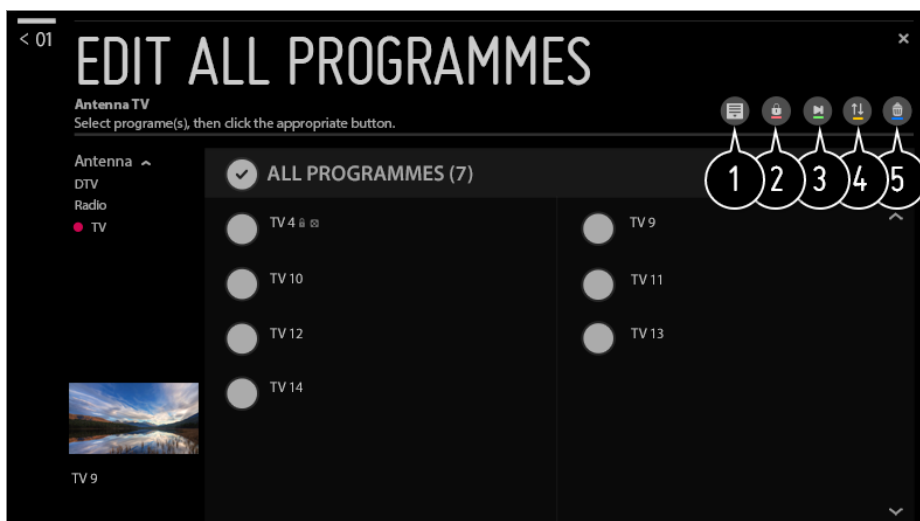 < 01
EDIT ALL PROGRAMMES
×
Antenna TV
Select programe(s), then click the appropriate button.
1 2 3 4 5
Antenna
DTV
Radio
TV
ALL PROGRAMMES (7)
TV 4
TV 9
TV 10
TV 11
TV 12
TV 13
TV 14
TV 9